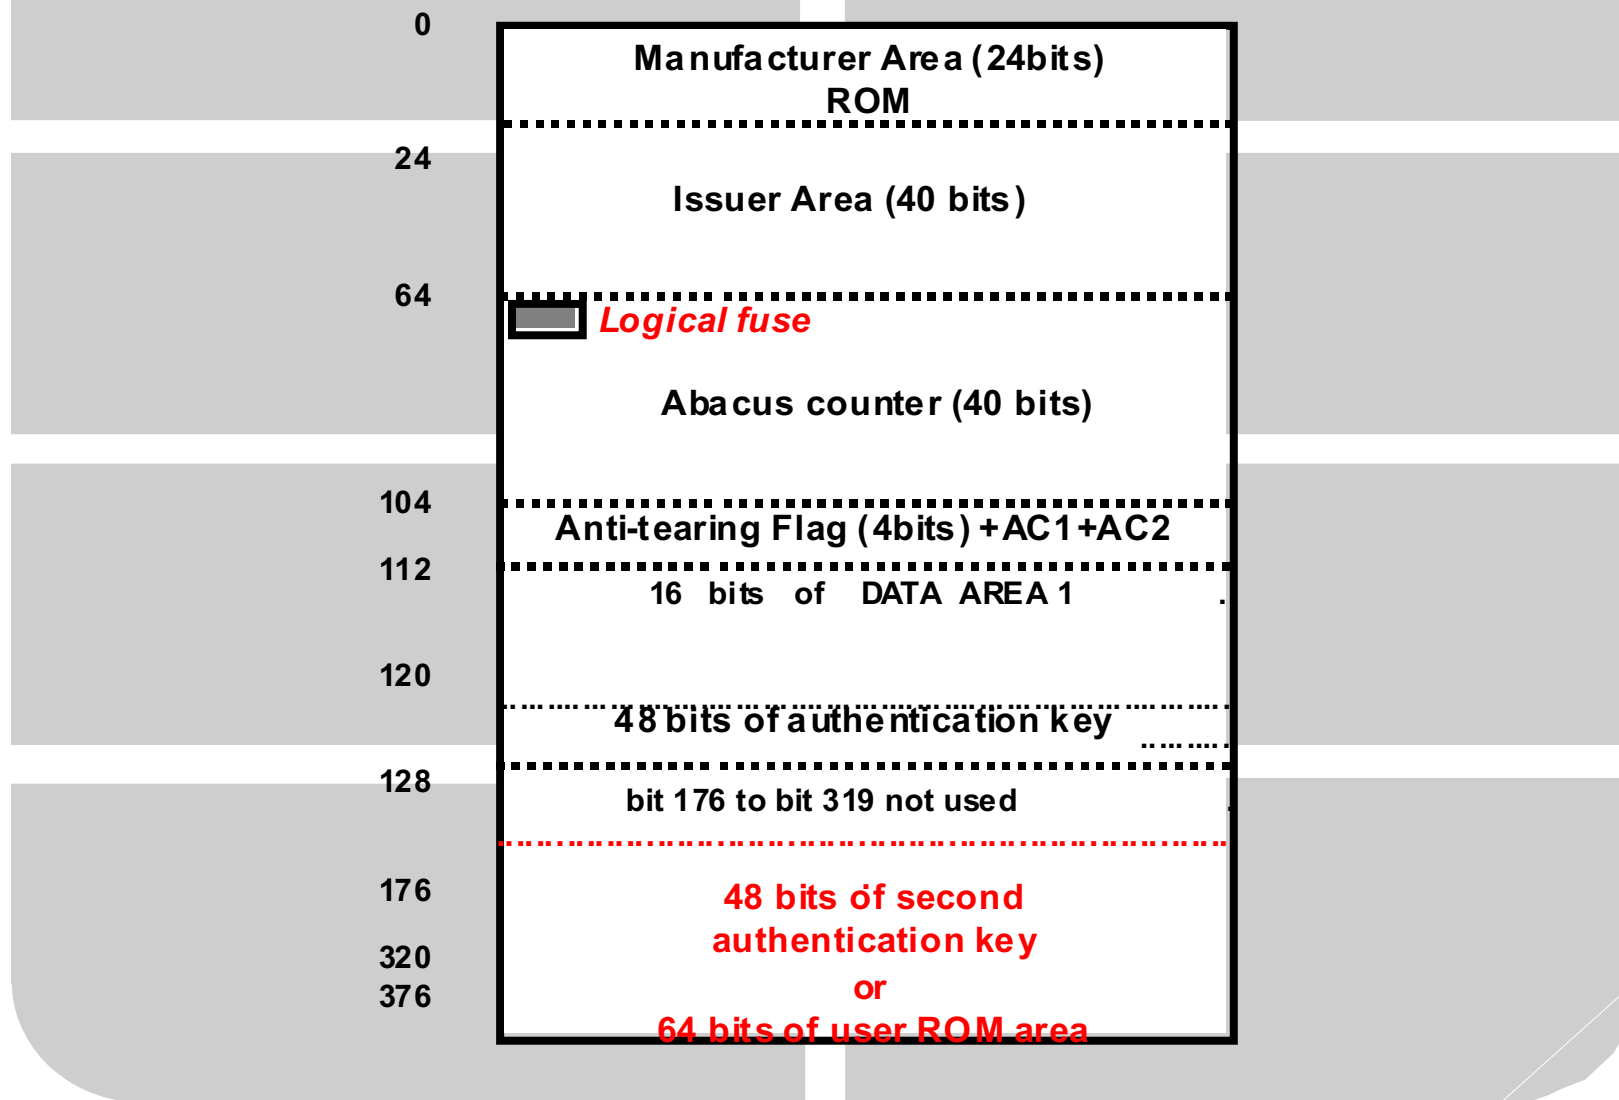 0
Manufacturer Area (24bits)
ROM
24
Issuer Area (40 bits)
64
Logical fuse
Abacus counter (40 bits)
104
Anti-tearing Flag (4bits) +AC1+AC2
112
16 bits of DATA AREA 1 .
120
48 bits of authentication key
128
bit 176 to bit 319 not used .
176
48 bits of second
authentication key
320
376
or
64 bits of user ROM area